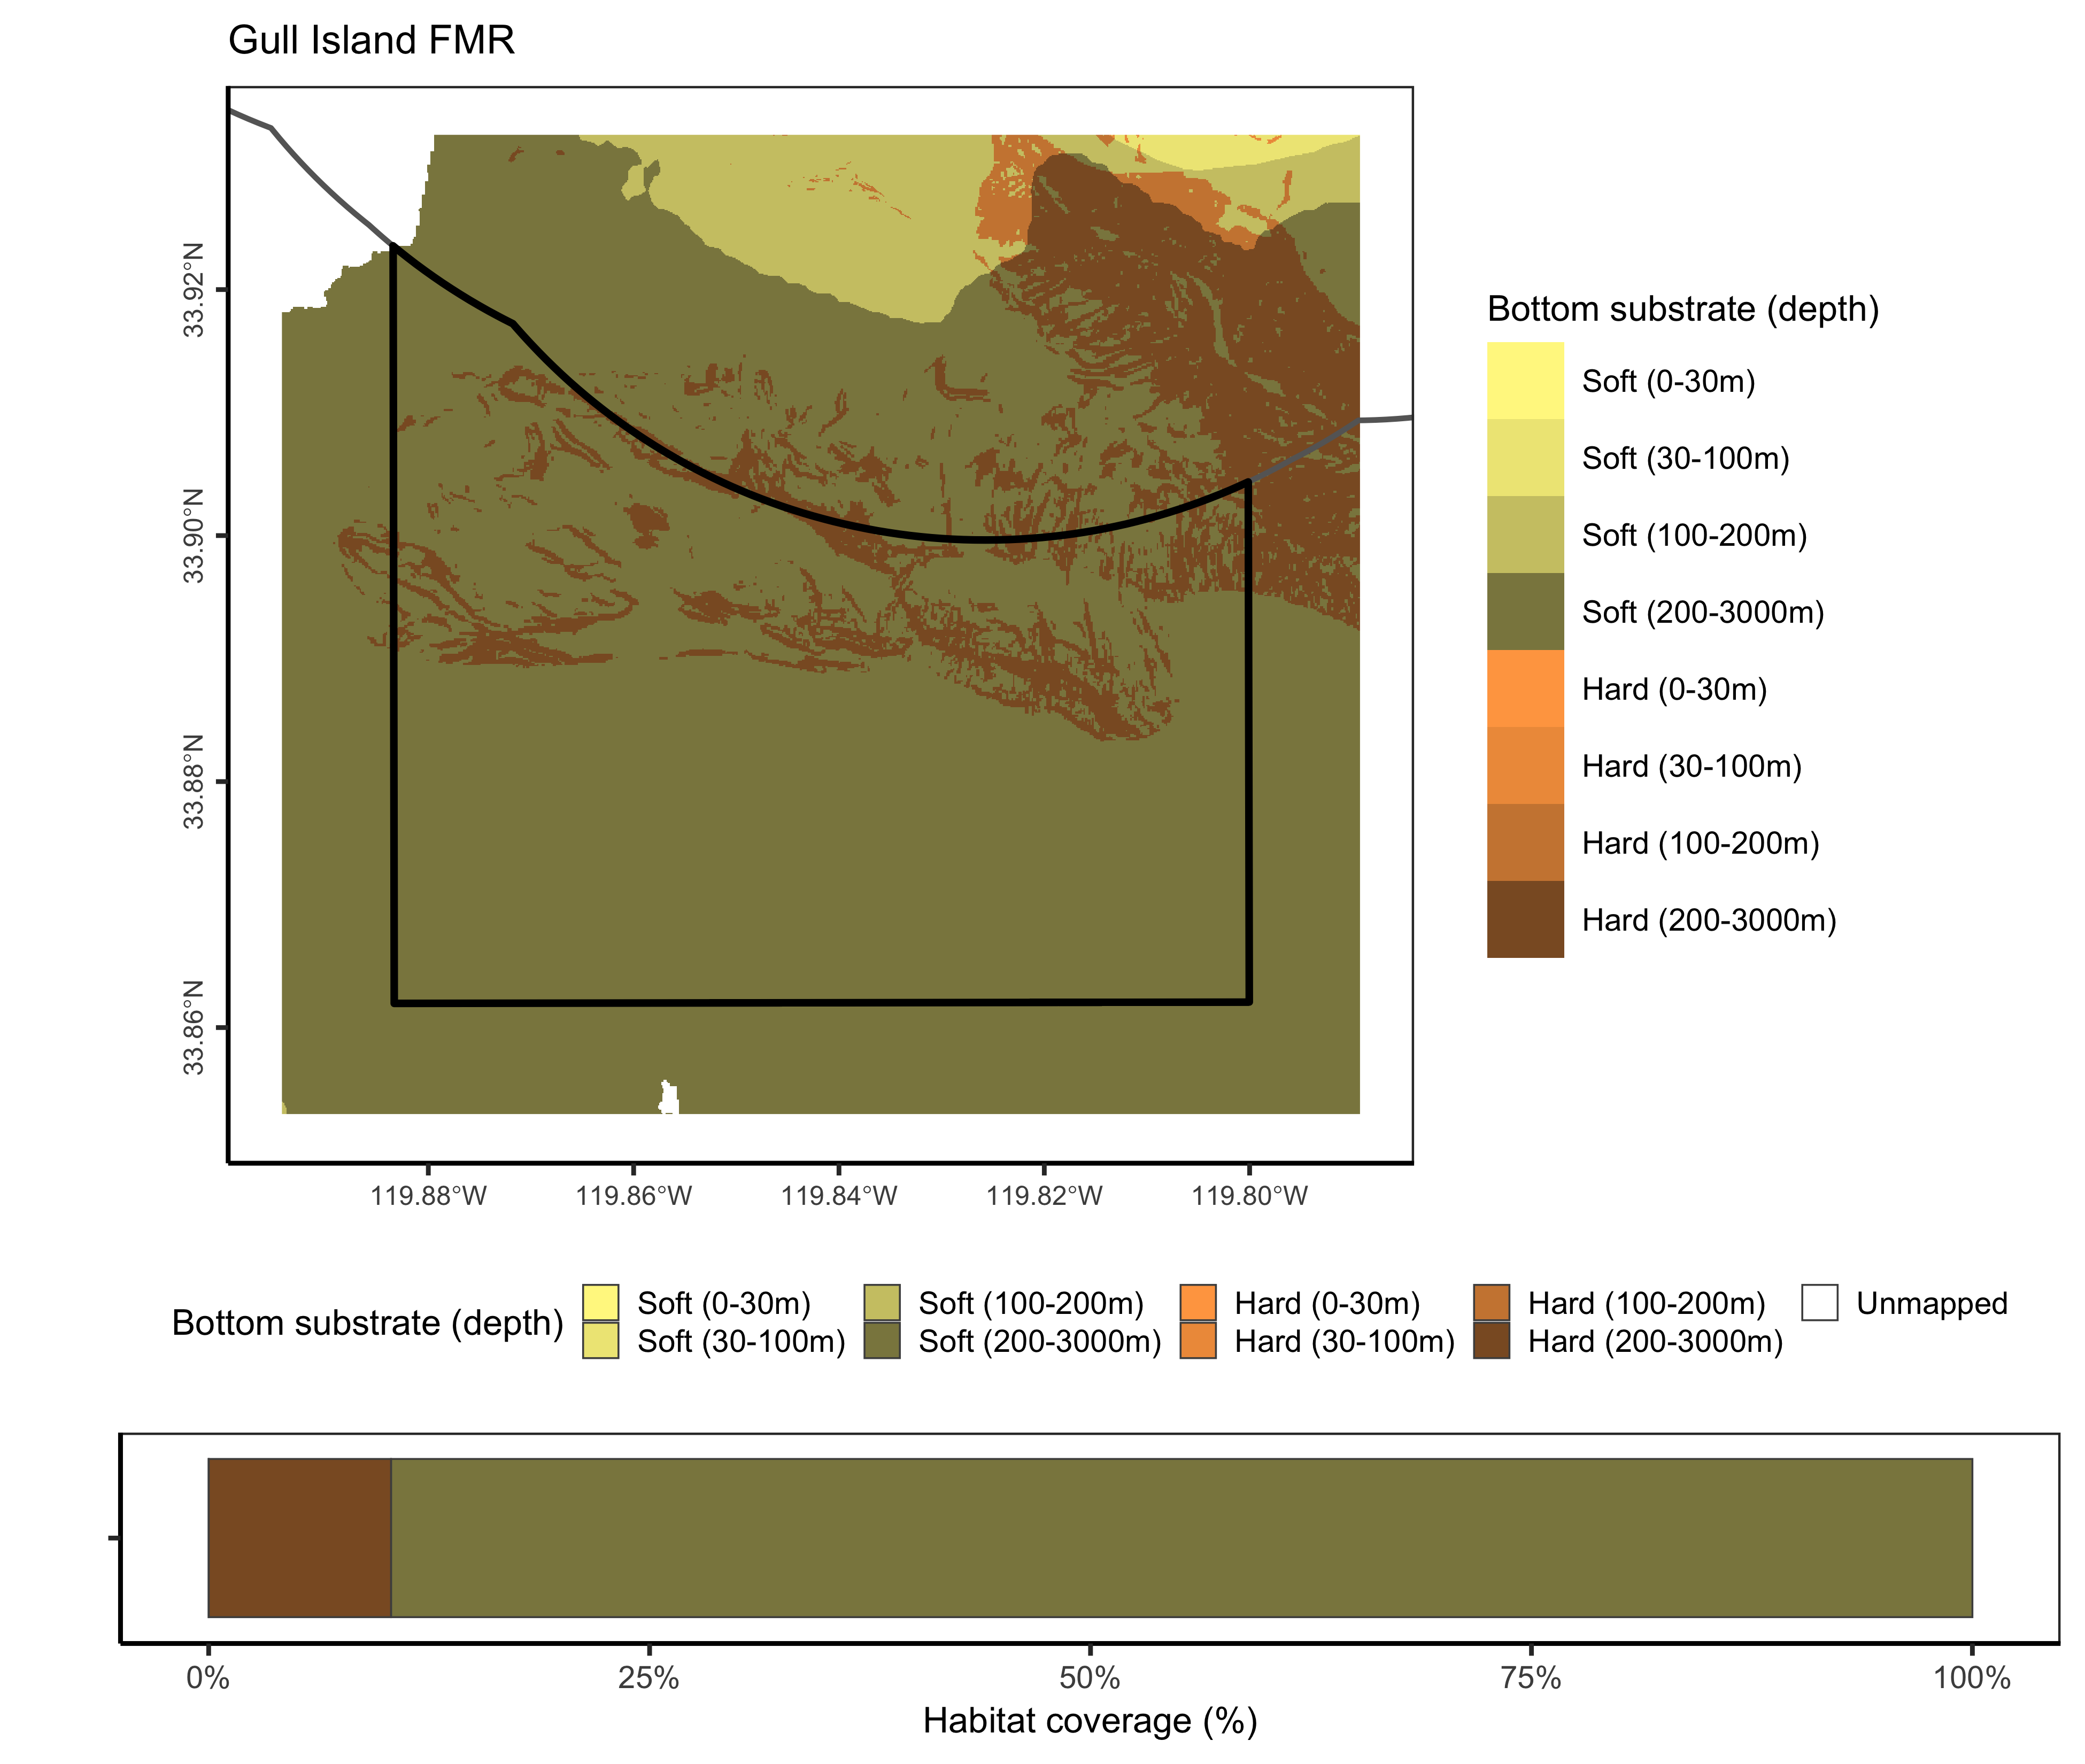 Gull Island FMR
33.92°N
33.90°N
33.88°N
33.86°N
119.88°W 119.86°W 119.84°W 119.82°W 119.80°W
Bottom substrate (depth)
Soft (0-30m)
Soft (30-100m)
Soft (100-200m)
Soft (200-3000m)
Hard (0-30m)
Hard (30-100m)
Hard (100-200m)
Hard (200-3000m)
Bottom substrate (depth)
Soft (0-30m) Soft (100-200m) Hard (0-30m) Hard (100-200m) Unmapped
Soft (30-100m) Soft (200-3000m) Hard (30-100m) Hard (200-3000m)
0% 25% 50% 75% 100%
Habitat coverage (%)